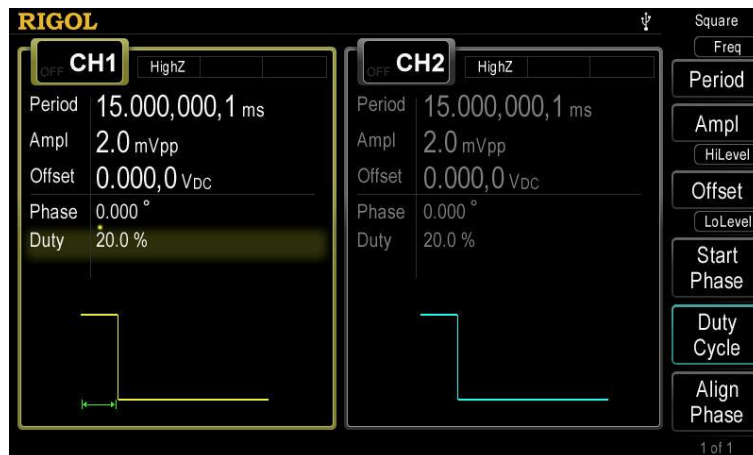 RIGOL
OFF CH1 HighZ
Period 15.000,000,1 ms
Ampl 2.0 mVpp
Offset 0.000,0 VDC
Phase 0.000 °
Duty 20.0 %
OFF CH2 HighZ
Period 15.000,000,1 ms
Ampl 2.0 mVpp
Offset 0.000,0 VDC
Phase 0.000 °
Duty 20.0 %
Square
Freq
Period
Ampl
HiLevel
Offset
LoLevel
Start
Phase
Duty
Cycle
Align
Phase
1 of 1